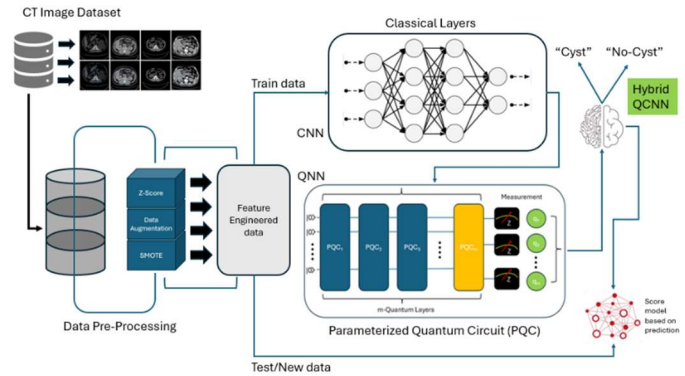 CT Image Dataset
Classical Layers
"Cyst"
"No-Cyst"
Hybrid
QCNN
Train data
CNN
QNN
Z-Score
Data
Augmentation
SMOTE
Feature
Engineered
data
Measurement
PQC₁
PQC₂
PQC₃
Z
Z
Z
m-Quantum Layers
Data Pre-Processing
Parameterized Quantum Circuit (PQC)
Score
model
based on
prediction
Test/New data